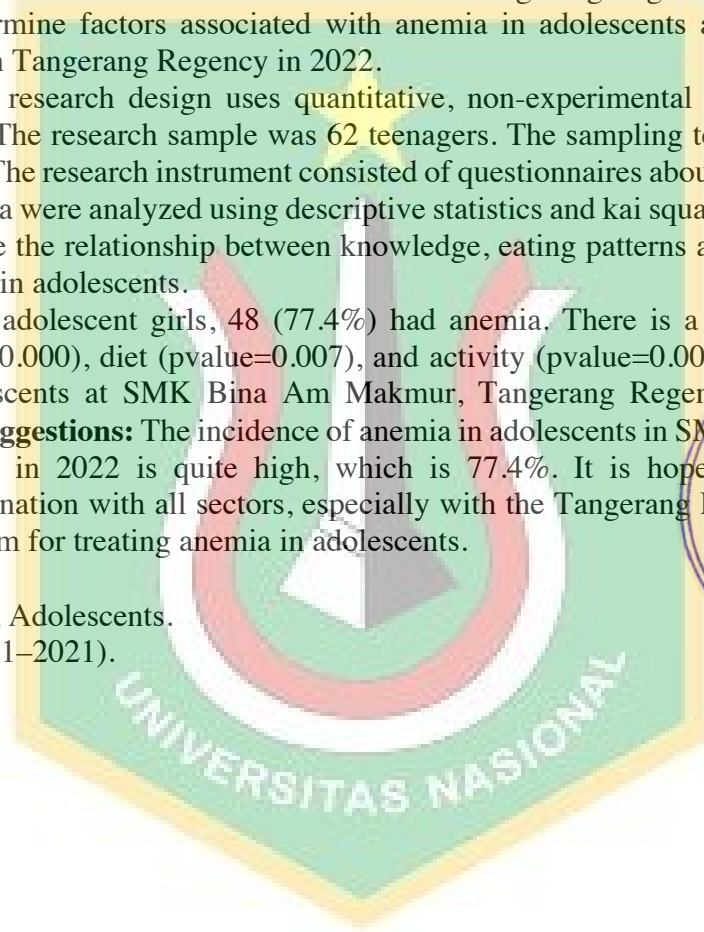 rmine factors associated with anemia in adolescents
Tangerang Regency in 2022.
research design uses quantitative, non-experimental
The research sample was 62 teenagers. The sampling
The research instrument consisted of questionnaires
were analyzed using descriptive statistics and kai
the relationship between knowledge, eating patterns
in adolescents.
adolescent girls, 48 (77.4%) had anemia. There is a
0.000), diet (pvalue=0.007), and activity (pvalue=0.00
scents at SMK Bina Am Makmur, Tangerang
ggestions: The incidence of anemia in adolescents in
in 2022 is quite high, which is 77.4%. It is
nation with all sectors, especially with the Tangerang
m for treating anemia in adolescents.
Adolescents.
1–2021).
UNIVERSITAS NASIONAL